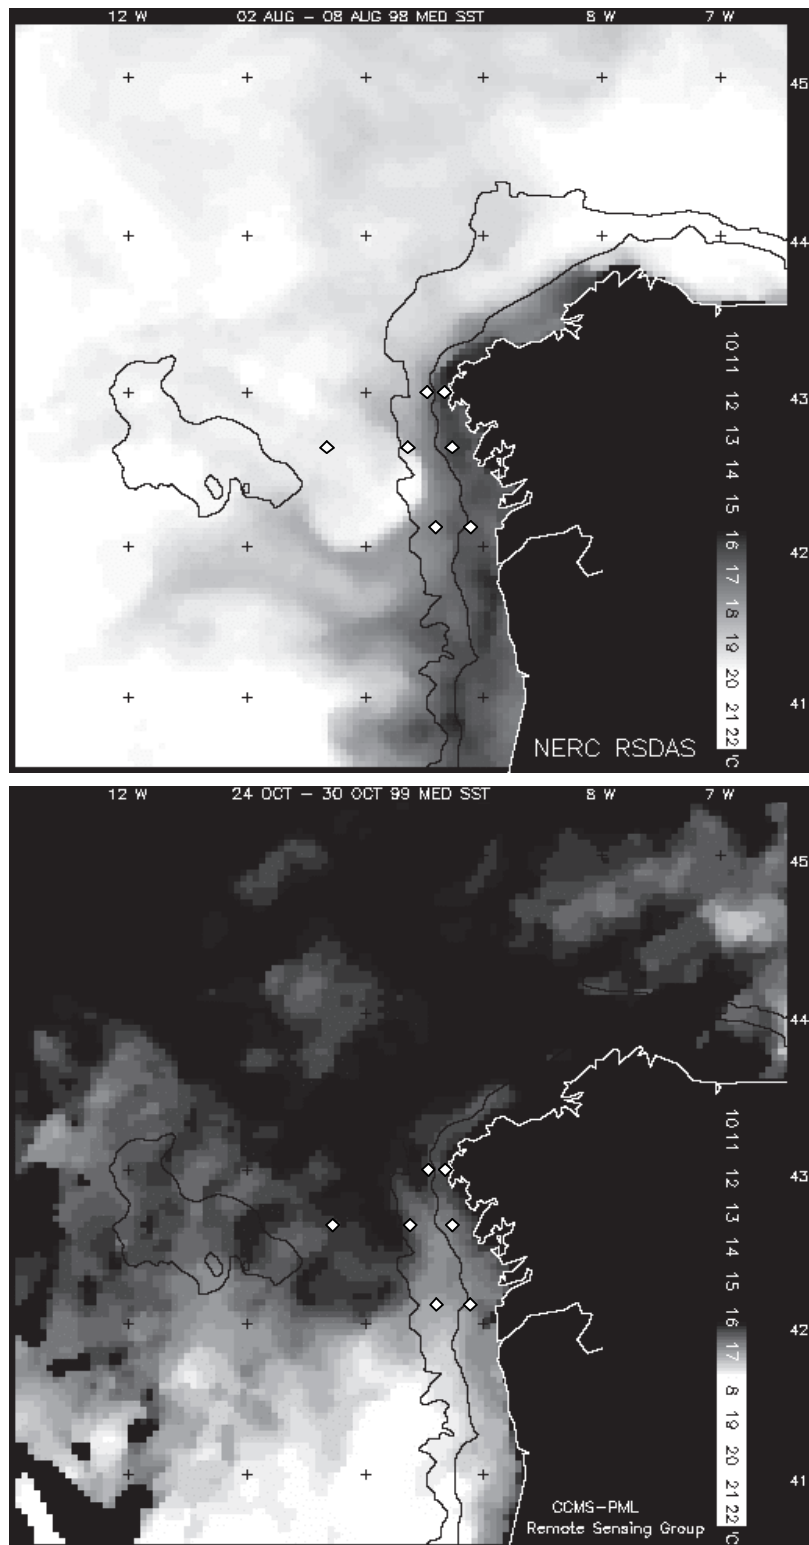 12 W 02 AUG – 08 AUG 98 MED SST 8 W 7 W
45
44
43
42
41
10 11 12 13 14 15 16 17 18 19 20 21 22 °C
NERC RSDAS
12 W 24 OCT – 30 OCT 99 MED SST 8 W 7 W
45
44
43
42
41
10 11 12 13 14 15 16 17 8 19 20 21 22 °C
CCMS-PML
Remote Sensing Group